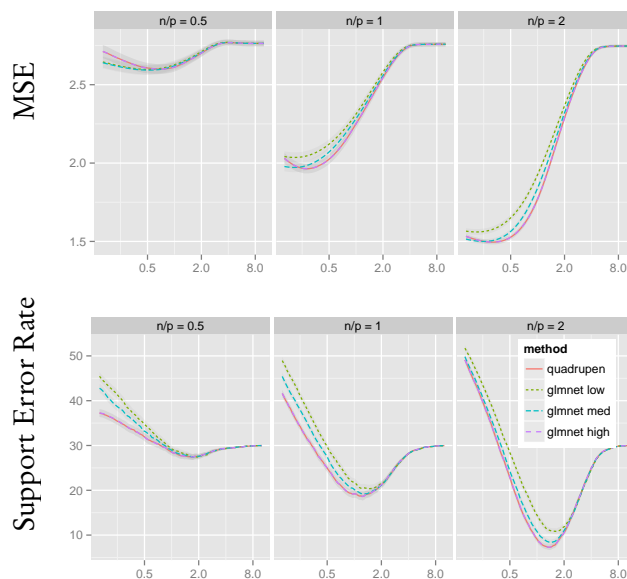 n/p = 0.5 n/p = 1 n/p = 2
MSE
2.5
2.0
1.5
0.5 2.0 8.0 0.5 2.0 8.0 0.5 2.0 8.0
n/p = 0.5 n/p = 1 n/p = 2
Support Error Rate
50
40
30
20
10
method
quadrupen
glmnet low
glmnet med
glmnet high
0.5 2.0 8.0 0.5 2.0 8.0 0.5 2.0 8.0